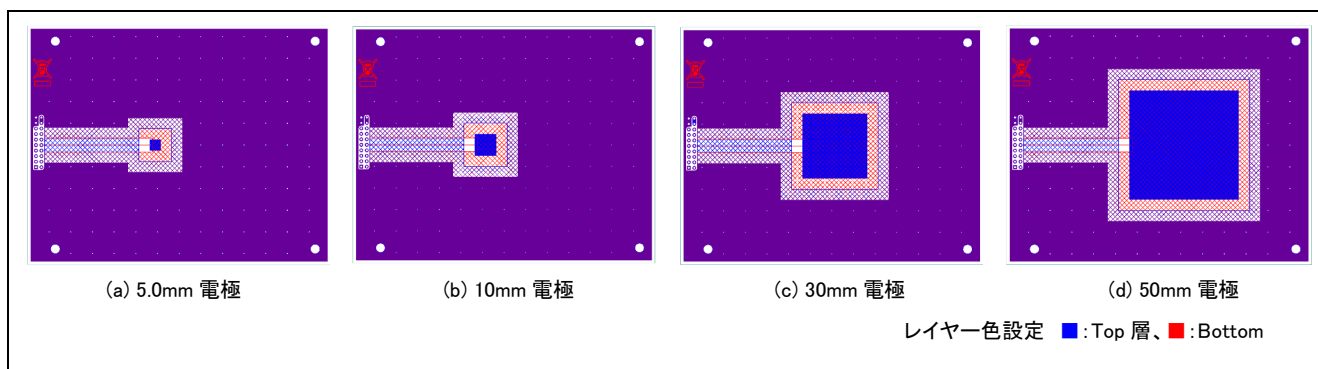 (a) 5.0mm 電極
(b) 10mm 電極
(c) 30mm 電極
(d) 50mm 電極
レイヤー色設定 ■:Top 層、■:Bottom